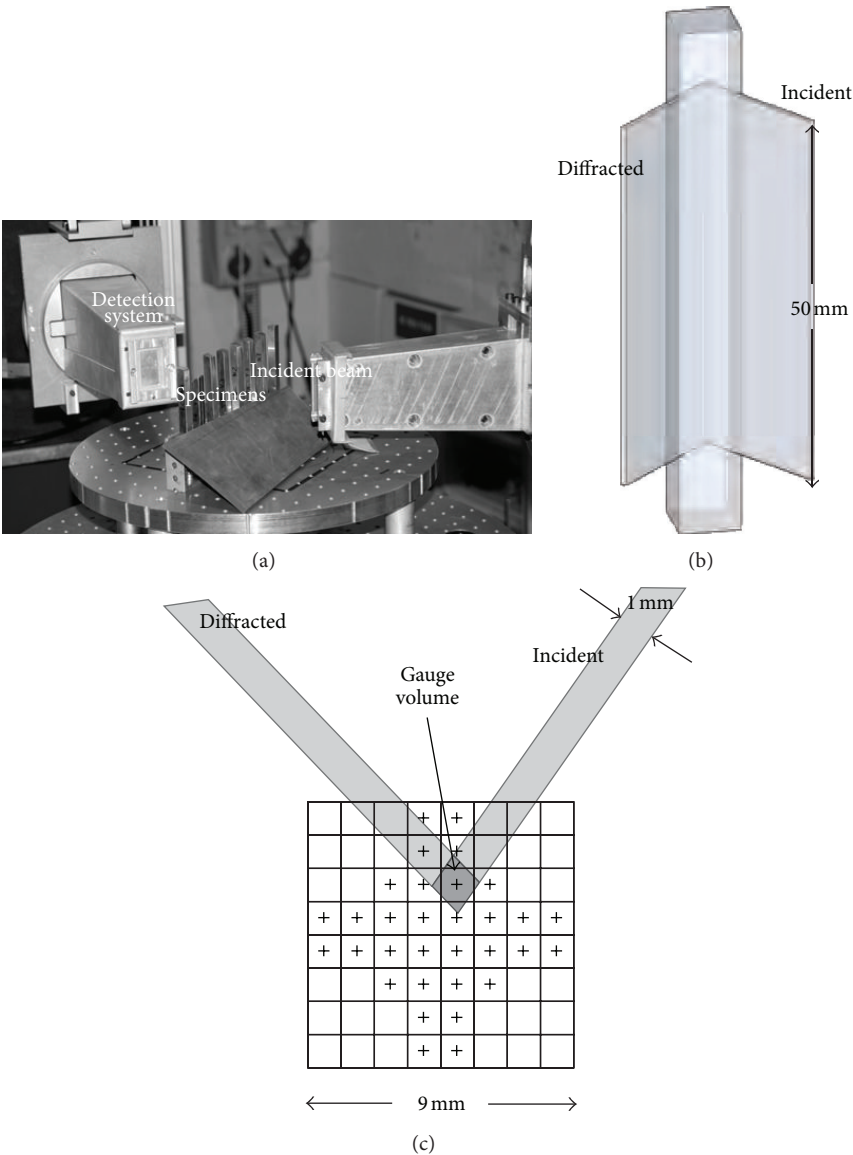 Detection
system
Incident beam
Specimens
(a)
Incident
Diffracted
50 mm
(b)
Diffracted
1 mm
Incident
Gauge
volume
9 mm
(c)